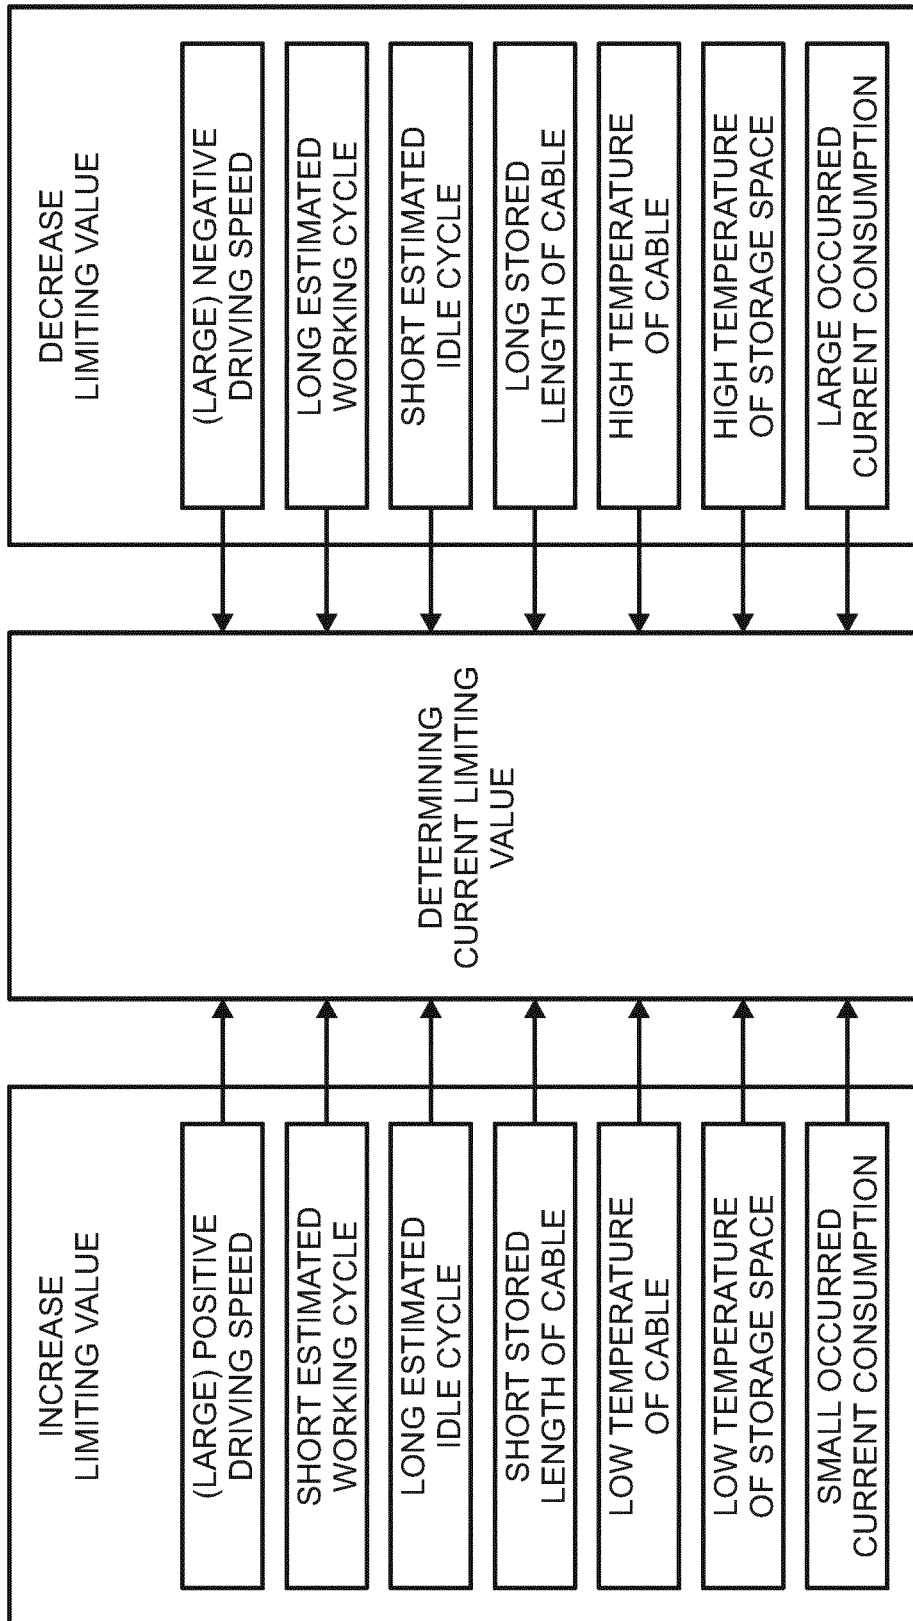 INCREASE
LIMITING VALUE
(LARGE) POSITIVE
DRIVING SPEED
SHORT ESTIMATED
WORKING CYCLE
LONG ESTIMATED
IDLE CYCLE
SHORT STORED
LENGTH OF CABLE
LOW TEMPERATURE
OF CABLE
LOW TEMPERATURE
OF STORAGE SPACE
SMALL OCCURRED
CURRENT CONSUMPTION
DETERMINING
CURRENT LIMITING
VALUE
DECREASE
LIMITING VALUE
(LARGE) NEGATIVE
DRIVING SPEED
LONG ESTIMATED
WORKING CYCLE
SHORT ESTIMATED
IDLE CYCLE
LONG STORED
LENGTH OF CABLE
HIGH TEMPERATURE
OF CABLE
HIGH TEMPERATURE
OF STORAGE SPACE
LARGE OCCURRED
CURRENT CONSUMPTION